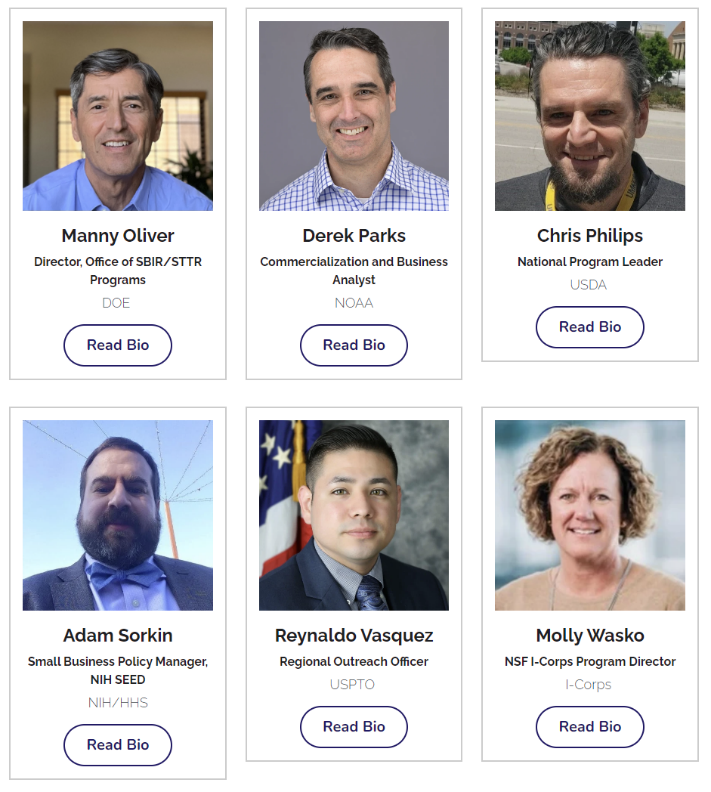 Manny Oliver
Director, Office of SBIR/STTR
Programs
DOE
Read Bio
Derek Parks
Commercialization and Business
Analyst
NOAA
Read Bio
Chris Philips
National Program Leader
USDA
Read Bio
Adam Sorkin
Small Business Policy Manager,
NIH SEED
NIH/HHS
Read Bio
Reynaldo Vasquez
Regional Outreach Officer
USPTO
Read Bio
Molly Wasko
NSF I-Corps Program Director
I-Corps
Read Bio